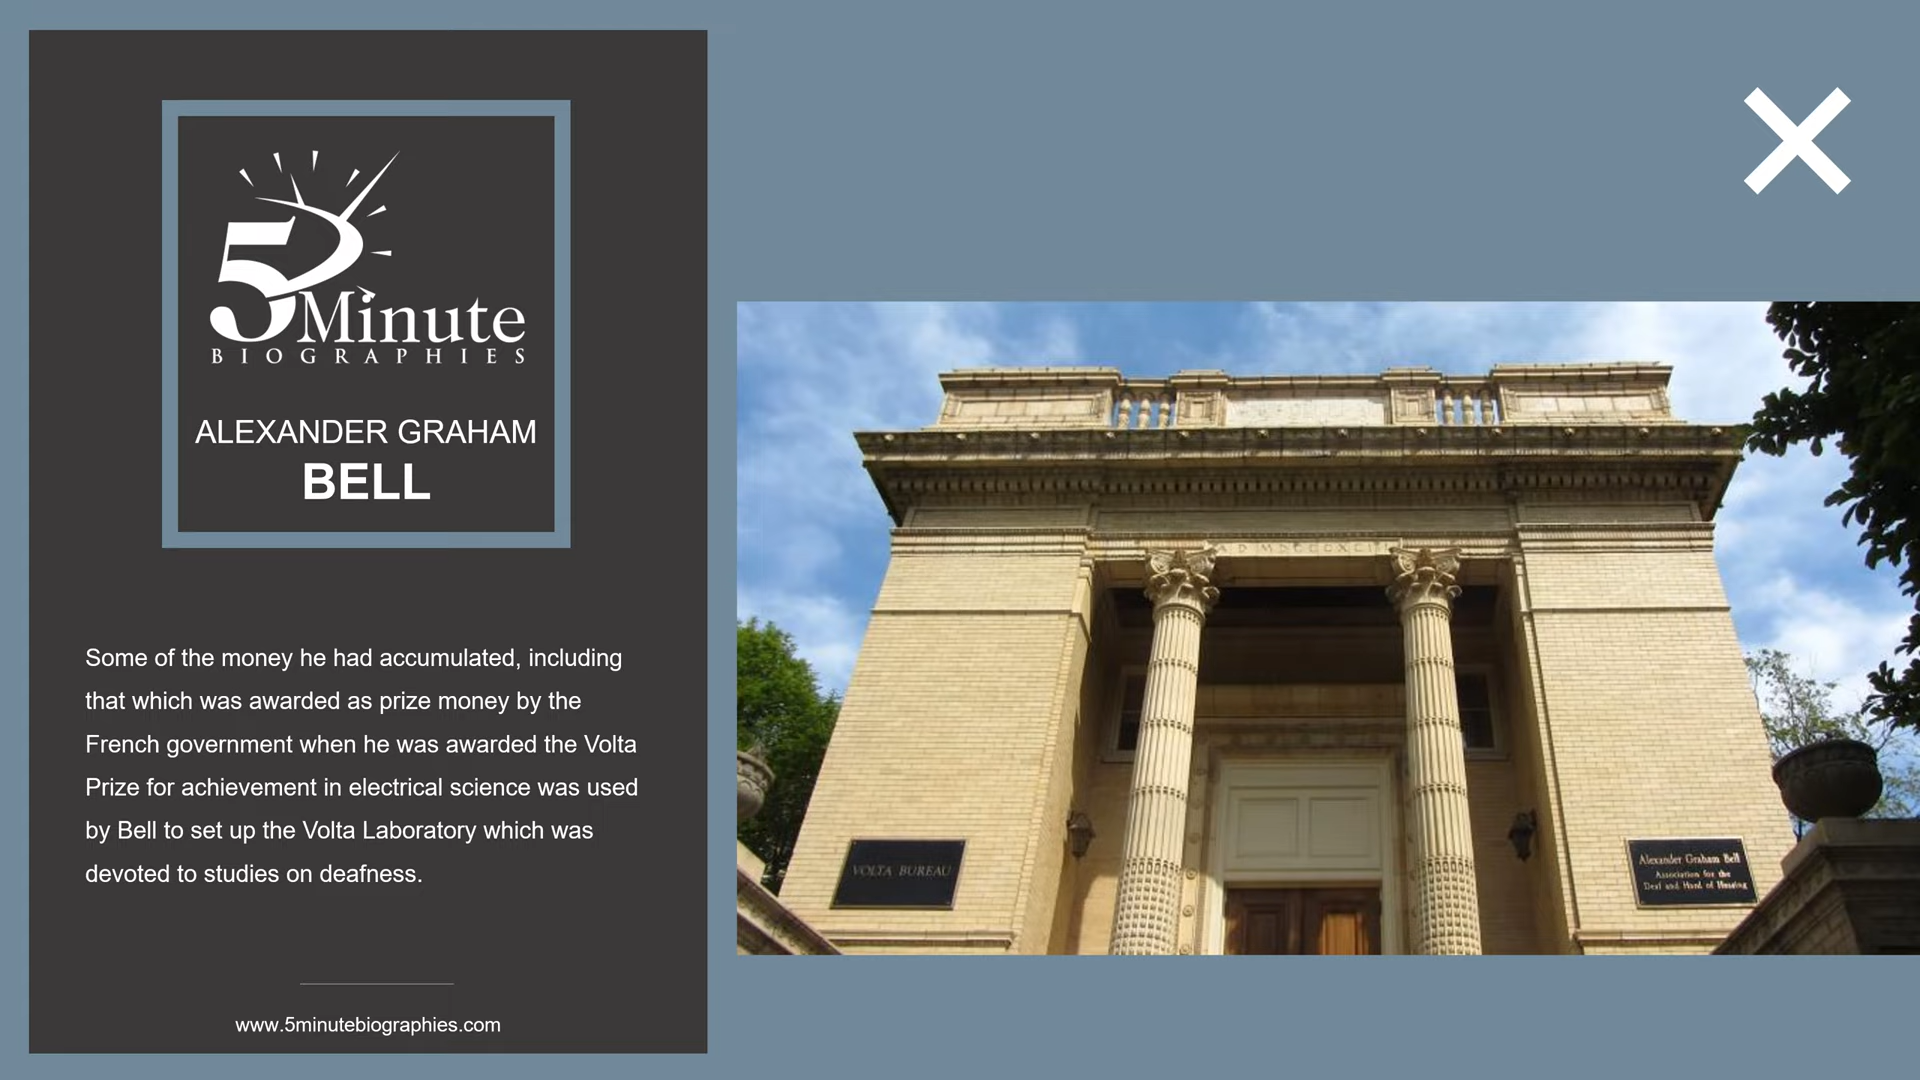 5 Minute
BIOGRAPHIES
ALEXANDER GRAHAM
BELL
Some of the money he had accumulated, including
that which was awarded as prize money by the
French government when he was awarded the Volta
Prize for achievement in electrical science was used
by Bell to set up the Volta Laboratory which was
devoted to studies on deafness.
www.5minutebiographies.com
VOLTA BUREAU
Alexander Graham Bell
Association for the
Deaf and Hard of Hearing